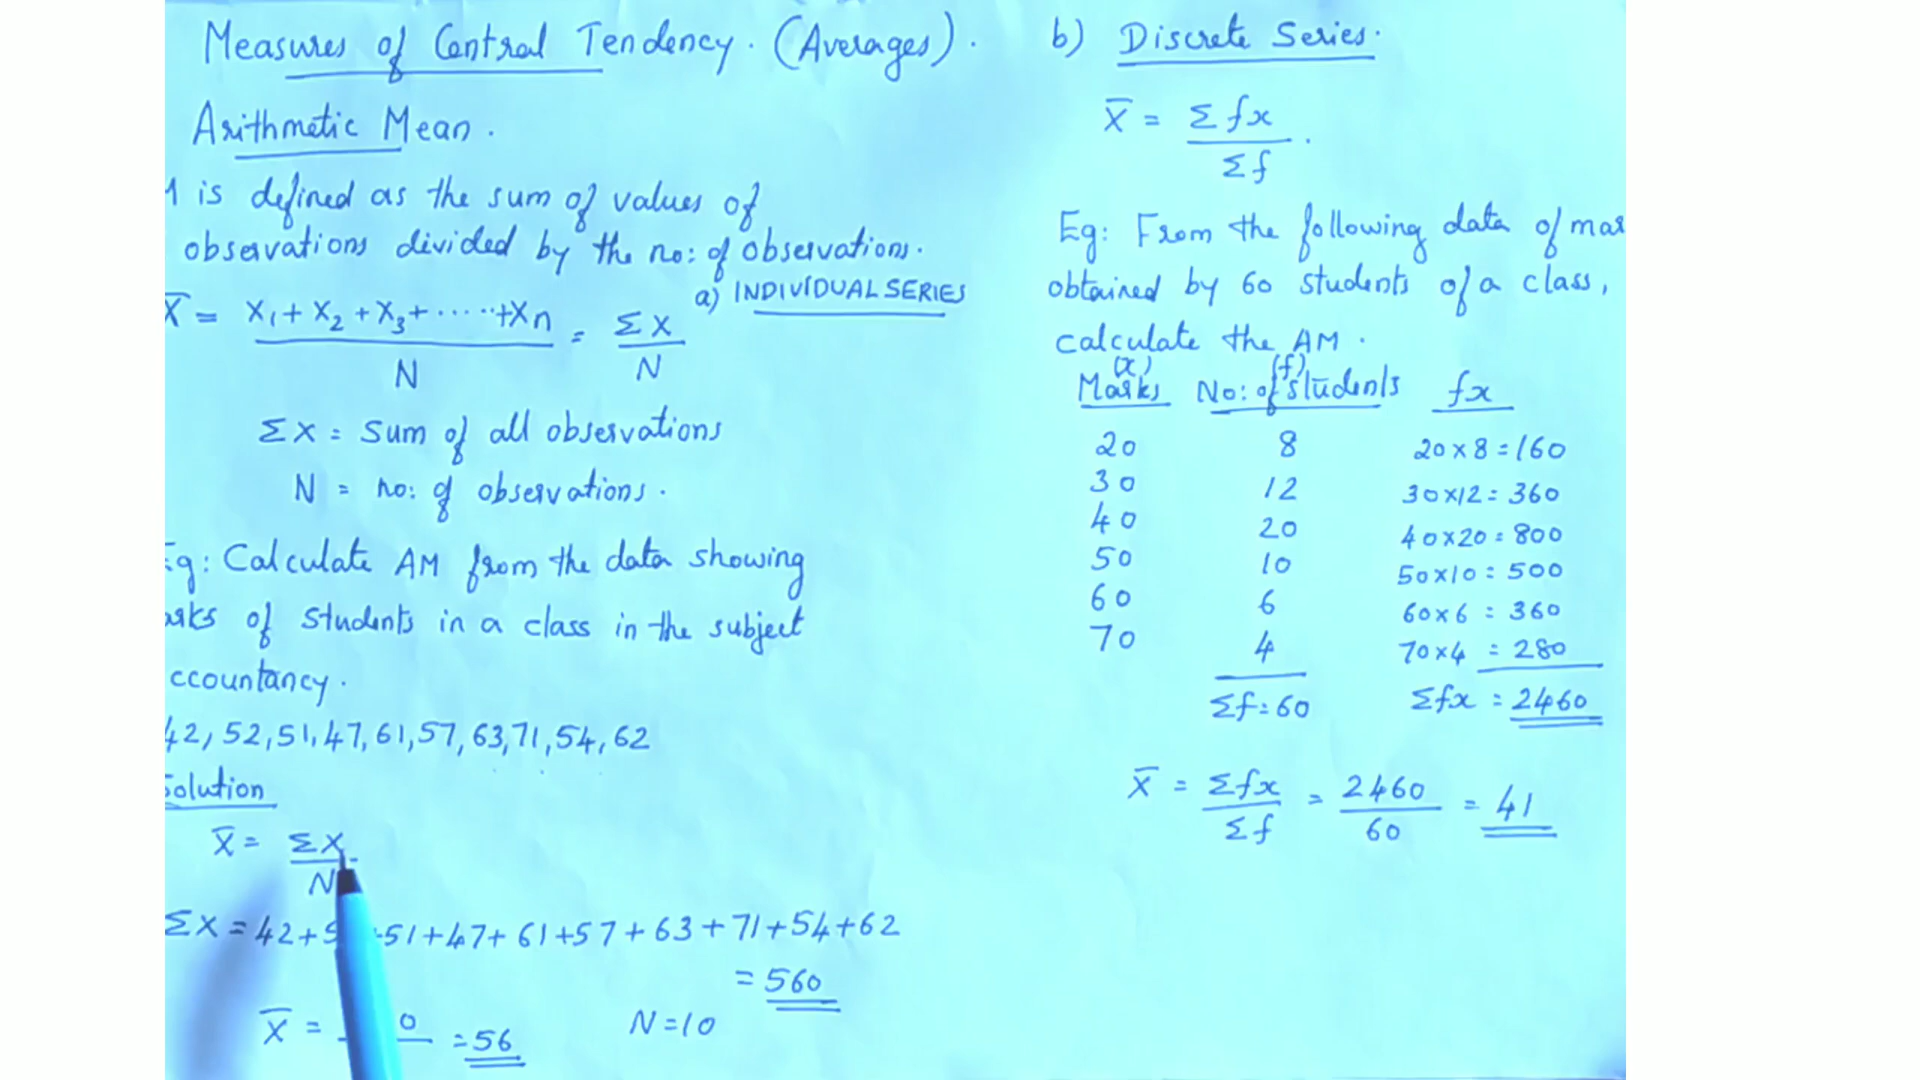 Measures of Central Tendency. (Averages).
Arithmetic Mean.
is defined as the sum of values of
observations divided by the no: of observations.
a) INDIVIDUAL SERIES
X̄ = X₁ + X₂ + X₃ + ...... + Xn / N = ΣX / N
ΣX = Sum of all observations
N = no: of observations.
Eg: Calculate AM from the data showing
arks of Students in a class in the subject
ccountancy.
42, 52, 51, 47, 61, 57, 63, 71, 54, 62
Solution
X̄ = ΣX / N
ΣX = 42 + 5 + 51 + 47 + 61 + 57 + 63 + 71 + 54 + 62
= 560
N = 10
X̄ = 0 = 56
b) Discrete Series.
X̄ = Σfx / Σf.
Eg: From the following data of mar
obtained by 60 students of a class,
calculate the AM.
(x) (f)
Marks No: of students fx
20 8 20 x 8 = 160
30 12 30 x 12 = 360
40 20 40 x 20 = 800
50 10 50 x 10 = 500
60 6 60 x 6 = 360
70 4 70 x 4 = 280
Σf = 60 Σfx = 2460
X̄ = Σfx / Σf = 2460 / 60 = 41